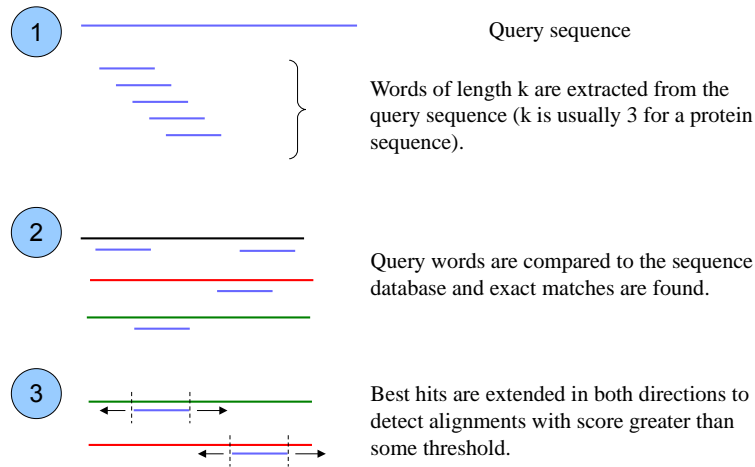 1
Query sequence
Words of length k are extracted from the
query sequence (k is usually 3 for a protein
sequence).
2
Query words are compared to the sequence
database and exact matches are found.
3
Best hits are extended in both directions to
detect alignments with score greater than
some threshold.